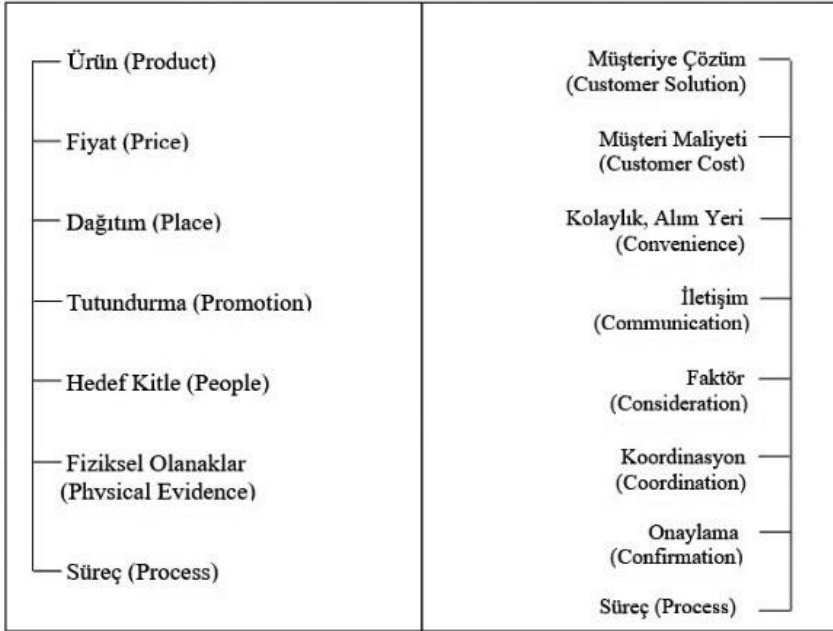 Ürün (Product)
Fiyat (Price)
Dağıtım (Place)
Tutundurma (Promotion)
Hedef Kitle (People)
Fiziksel Olanaklar
(Physical Evidence)
Süreç (Process)
Müşteriye Çözüm
(Customer Solution)
Müşteri Maliyeti
(Customer Cost)
Kolaylık, Alım Yeri
(Convenience)
İletişim
(Communication)
Faktör
(Consideration)
Koordinasyon
(Coordination)
Onaylama
(Confirmation)
Süreç (Process)